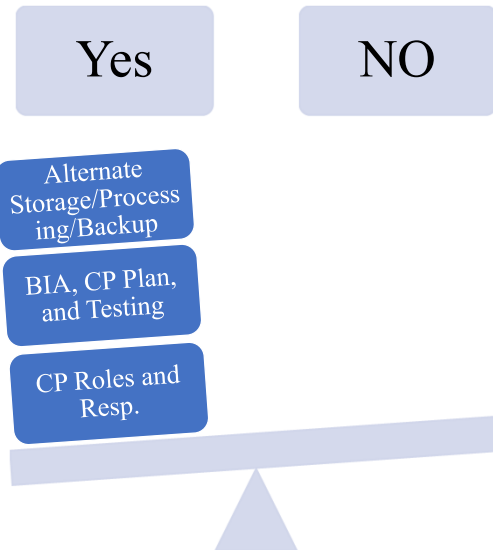 Yes
NO
Alternate
Storage/Process
ing/Backup
BIA, CP Plan,
and Testing
CP Roles and
Resp.